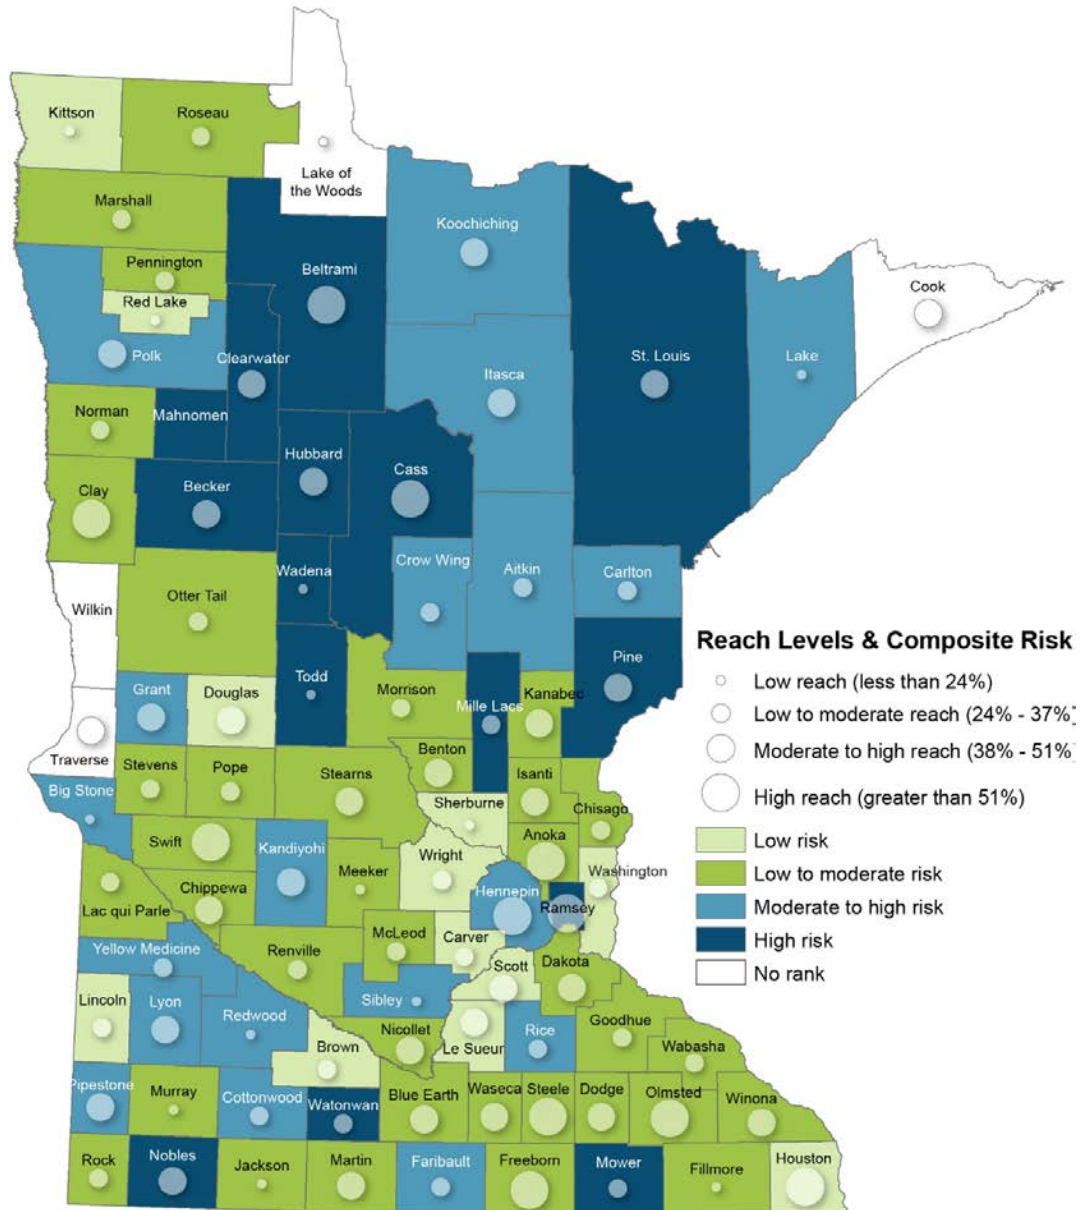 Kittson
Roseau
Lake of
the Woods
Marshall
Koochiching
Pennington
Beltrami
Red Lake
Cook
Polk
Clearwater
St. Louis
Lake
Itasca
Norman
Mahnomen
Hubbard
Cass
Clay
Becker
Crow Wing
Aitkin
Wadena
Carlton
Otter Tail
Wilkin
Pine
Todd
Grant
Douglas
Morrison
Mille Lacs
Kanabec
Benton
Traverse
Stevens
Pope
Stearns
Isanti
Big Stone
Sherburne
Chisago
Swift
Anoka
Kandiyohi
Wright
Meeker
Washington
Chippewa
Hennepin
Ramsey
Lac qui Parle
McLeod
Carver
Yellow Medicine
Renville
Scott
Dakota
Lincoln
Lyon
Sibley
Redwood
Goodhue
Nicollet
Rice
Brown
Le Sueur
Wabasha
Pipestone
Murray
Cottonwood
Watonwan
Blue Earth
Waseca
Steele
Dodge
Olmsted
Winona
Rock
Nobles
Jackson
Martin
Faribault
Freeborn
Mower
Fillmore
Houston
Reach Levels & Composite Risk
Low reach (less than 24%)
Low to moderate reach (24% - 37%)
Moderate to high reach (38% - 51%)
High reach (greater than 51%)
Low risk
Low to moderate risk
Moderate to high risk
High risk
No rank